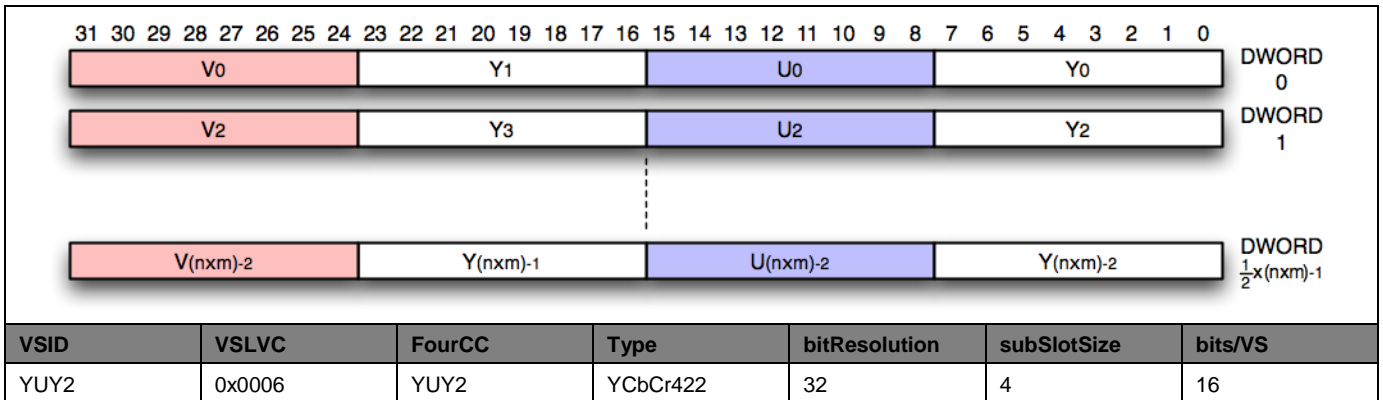 31 30 29 28 27 26 25 24 23 22 21 20 19 18 17 16 15 14 13 12 11 10 9 8 7 6 5 4 3 2 1 0
V0 Y1 U0 Y0 DWORD 0
V2 Y3 U2 Y2 DWORD 1
V(nxm)-2 Y(nxm)-1 U(nxm)-2 Y(nxm)-2 DWORD ½x(nxm)-1
VSID VSLVC FourCC Type bitResolution subSlotSize bits/VS
YUY2 0x0006 YUY2 YCbCr422 32 4 16